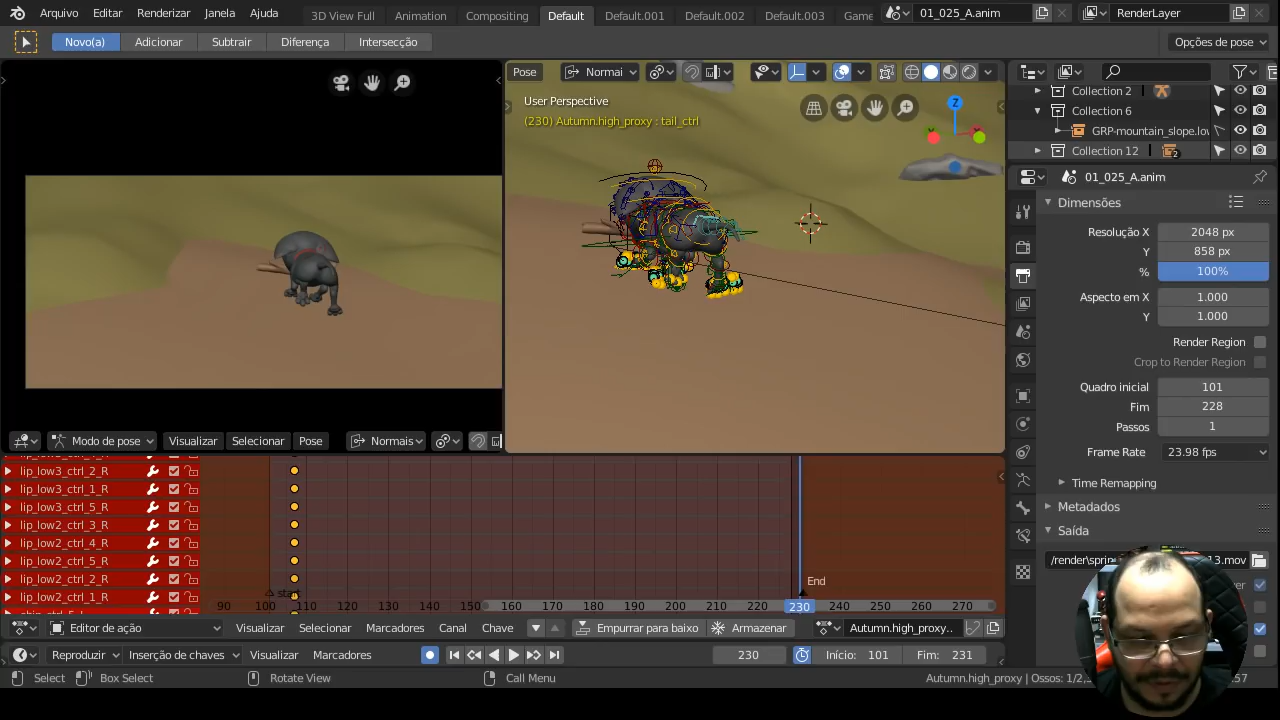 Arquivo Editar Renderizar Janela Ajuda 3D View Full Animation Compositing Default Default.001 Default.002 Default.003 Game 01_025_A.anim RenderLayer
Novo(a) Adicionar Subtrair Diferença Intersecção Opções de pose
Pose Normai
User Perspective
(230) Autumn.high_proxy : tail_ctrl
Z
Y
Collection 2
Collection 6
GRP-mountain_slope.lo
Collection 12 2
01_025_A.anim
Dimensões
Resolução X 2048 px
Y 858 px
% 100%
Aspecto em X 1.000
Y 1.000
Render Region
Crop to Render Region
Quadro inicial 101
Fim 228
Passos 1
Frame Rate 23.98 fps
Time Remapping
Metadados
Saída
/render\sprin 13.mov
Modo de pose Visualizar Selecionar Pose Normais
lip_low3_ctrl_2_R
lip_low3_ctrl_1_R
lip_low3_ctrl_5_R
lip_low2_ctrl_3_R
lip_low2_ctrl_4_R
lip_low2_ctrl_5_R
lip_low2_ctrl_2_R
lip_low2_ctrl_1_R
End
start
90 100 110 120 130 140 150 160 170 180 190 200 210 220 230 240 250 260 270
Editor de ação Visualizar Selecionar Marcadores Canal Chave Empurrar para baixo Armazenar Autumn.high_proxy..
Reproduzir Inserção de chaves Visualizar Marcadores 230 Início: 101 Fim: 231
Select Box Select Rotate View Call Menu Autumn.high_proxy | Ossos: 1/2, 57